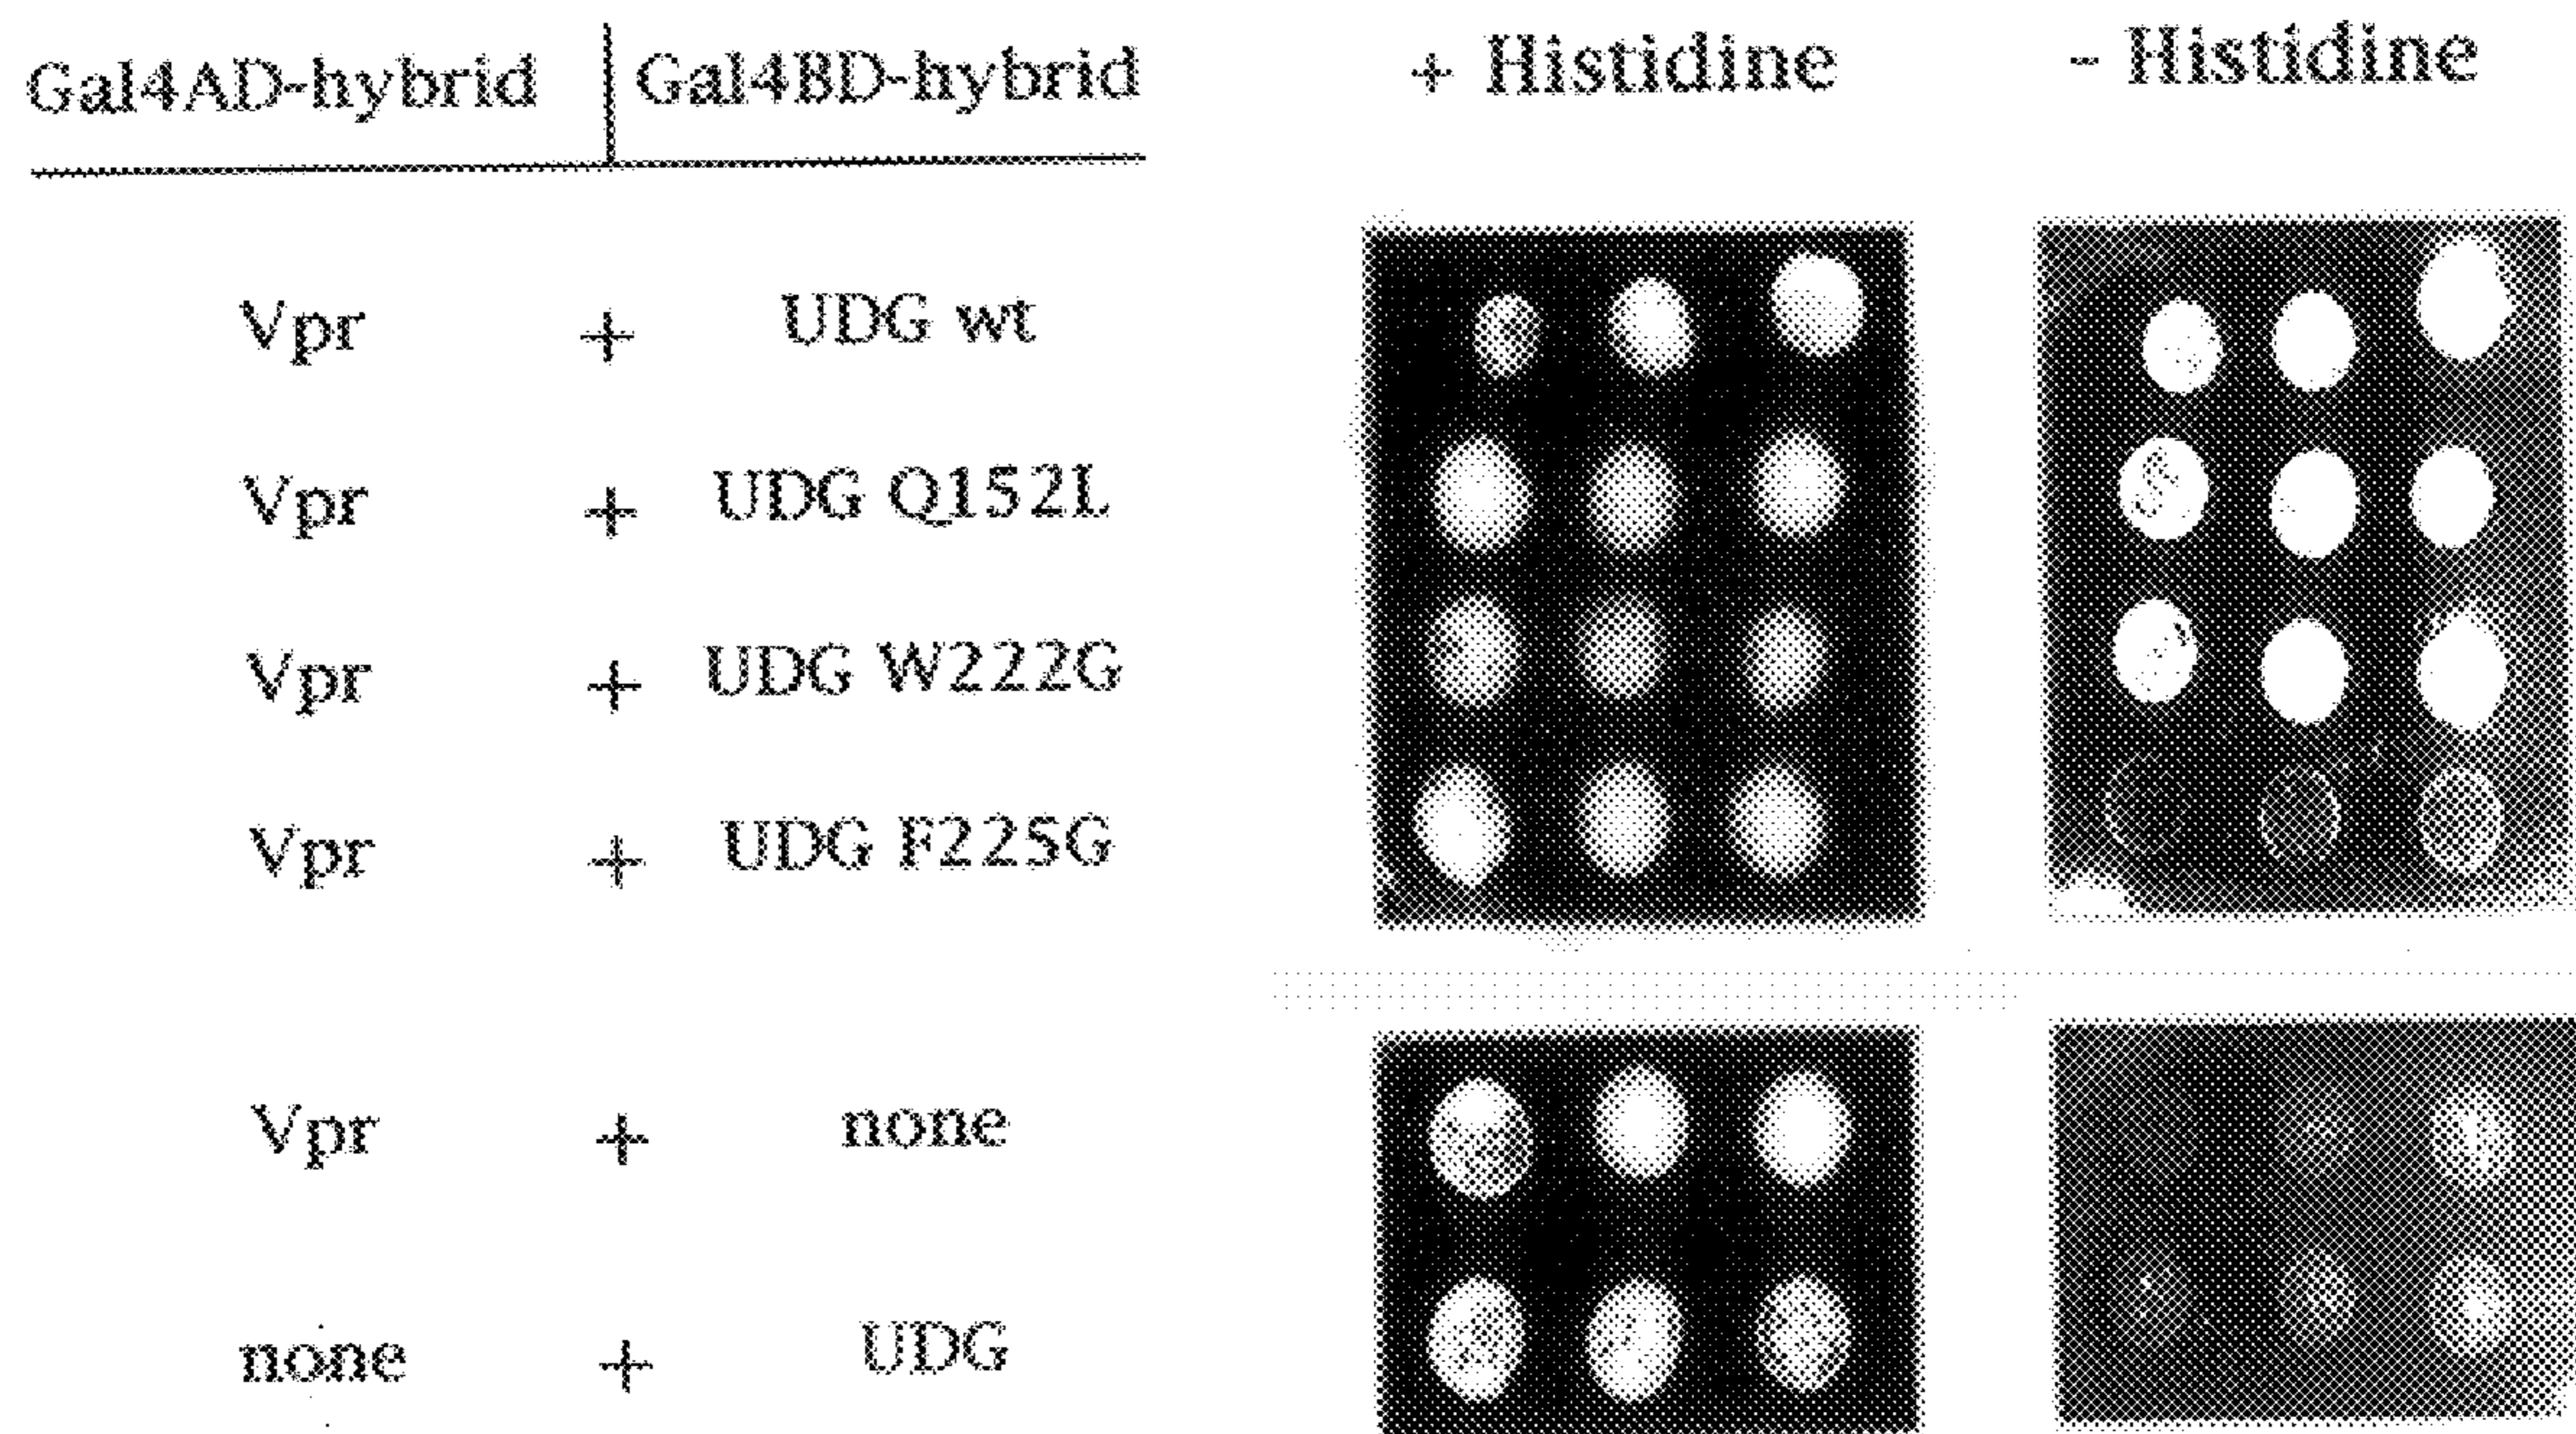 Gal4AD-hybrid Gal4BD-hybrid + Histidine - Histidine
Vpr + UDG wt
Vpr + UDG Q152L
Vpr + UDG W222G
Vpr + UDG F225G
Vpr + none
none + UDG